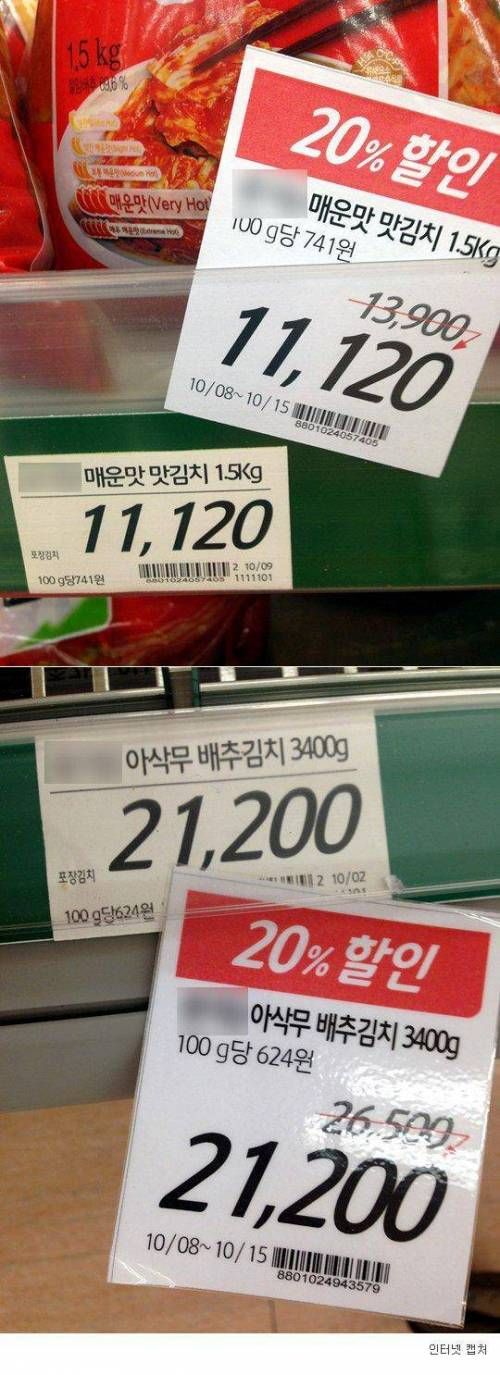 1.5 kg
매운맛(Very Hot
20% 할인
매운맛 맛김치 1.5Kg
100 g당 741원
13,900
11,120
10/08~10/15
8801024057405
매운맛 맛김치 1.5Kg
11,120
포장김치
100 g당741원
8801024057405
2 10/09
1111101
아삭무 배추김치 3400g
21,200
포장김치
2 10/02
100 g당624원
20% 할인
아삭무 배추김치 3400g
100 g당 624원
26,500
21,200
10/08~10/15
8801024943579
인터넷 캡처